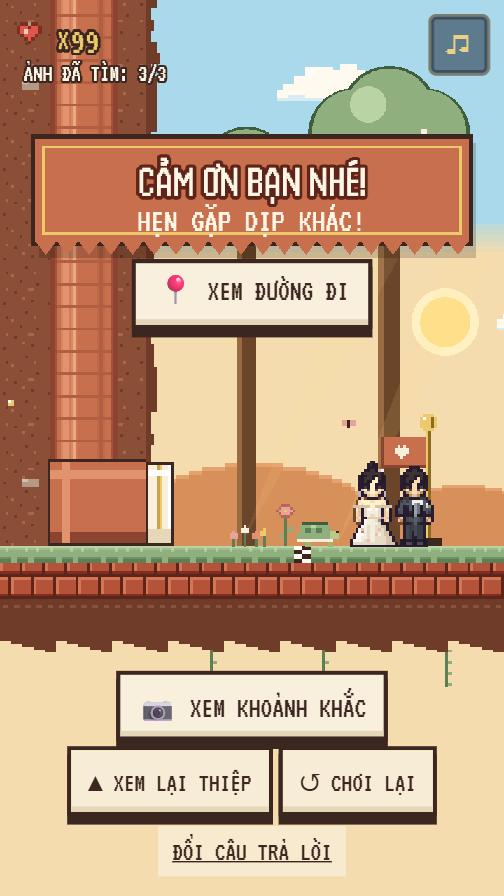 X99
ẢNH ĐÃ TÌM: 3/3
CẢM ƠN BẠN NHÉ!
HẸN GẶP DỊP KHÁC!
XEM ĐƯỜNG ĐI
XEM KHOẢNH KHẮC
▲ XEM LẠI THIỆP
↺ CHƠI LẠI
ĐỔI CÂU TRẢ LỜI